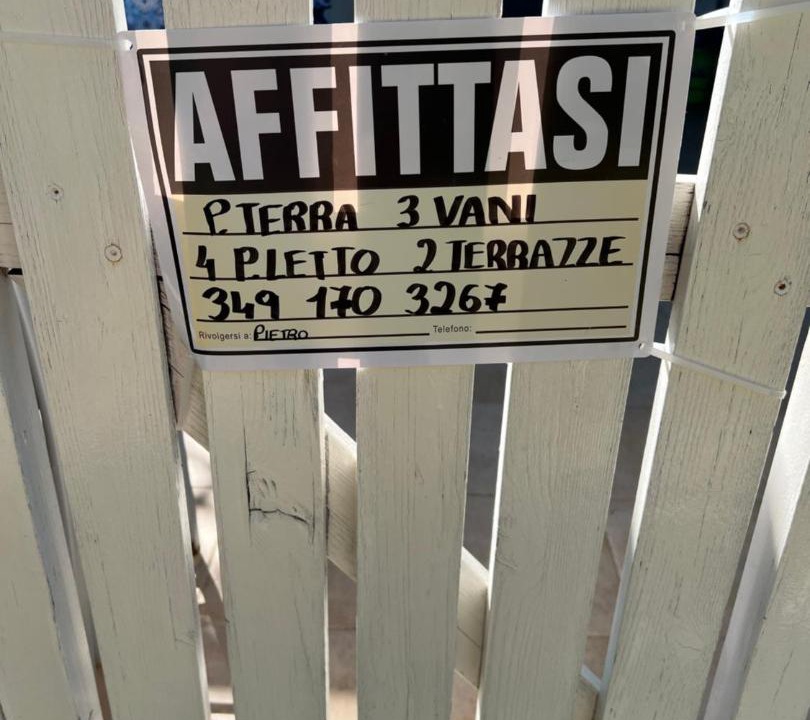 AFFITTASI
P.TERRA 3 VANI
4 P.LETTO 2 TERRAZZE
349 170 3267
Rivolgersi a: PIETRO Telefono: